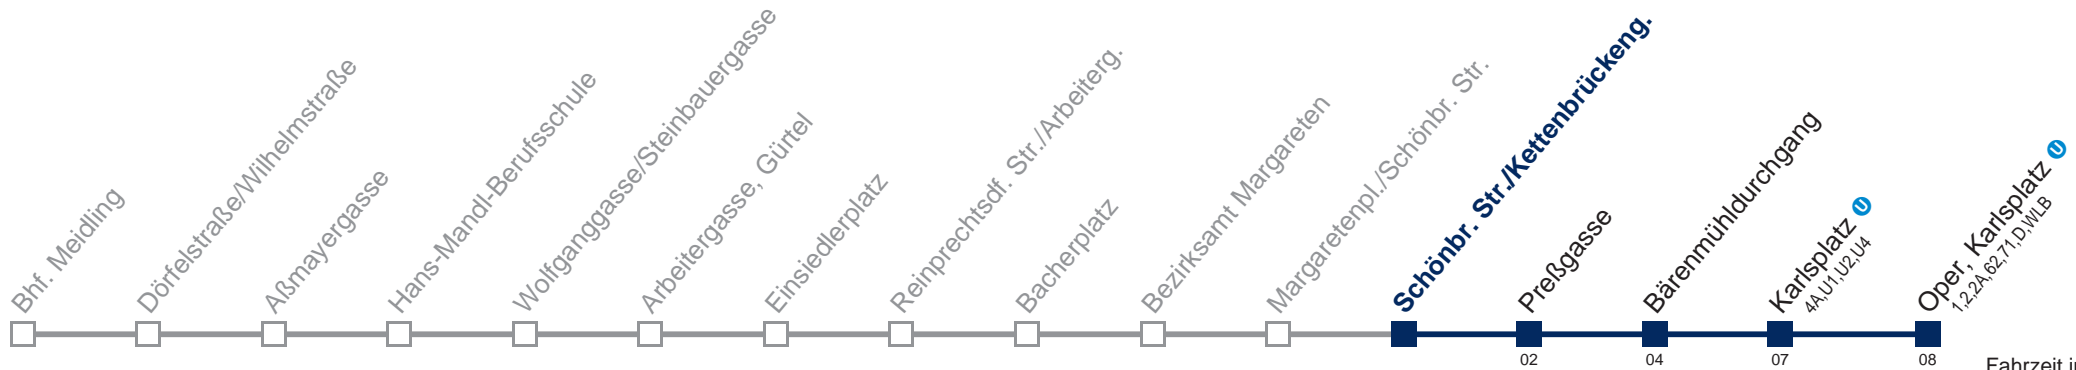 Bhf. Meidling
Dörfelstraße/Wilhelmstraße
Aßmayergasse
Hans-Mandl-Berufsschule
Wolfganggasse/Steinbauergasse
Arbeitergasse, Gürtel
Einsiedlerplatz
Reinprechtsdf. Str./Arbeiterg.
Bacherplatz
Bezirksamt Margareten
Margaretenpl./Schönbr. Str.
Schönbr. Str./Kettenbrückeng.
Preßgasse
Bärenmühldurchgang
Karlsplatz U
4A,U1,U2,U4
Oper, Karlsplatz U
1,2,2A,62,71,D,WLB
02
04
07
08
Fahrzeit